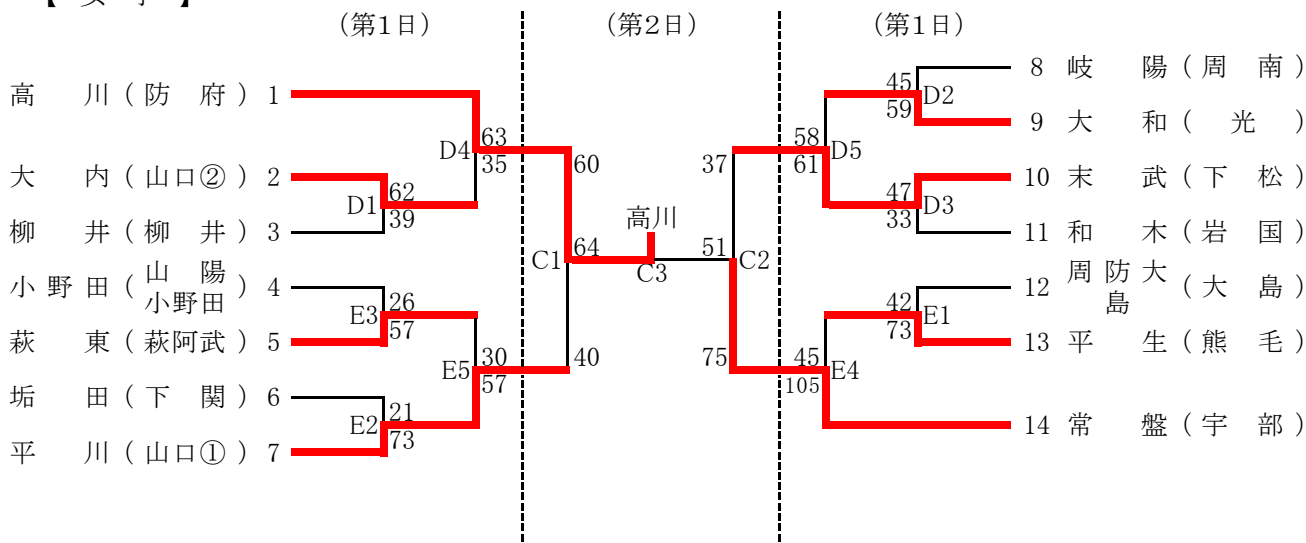 (第1日) (第2日) (第1日)
高川(防府) 1
大内(山口②) 2
柳井(柳井) 3
小野田(山陽小野田) 4
萩東(萩阿武) 5
垢田(下関) 6
平川(山口①) 7
D4 63
35
D1 62
39
E3 26
57
E5 30
57
E2 21
73
60
C1 64
40
高川
C3
37
51 C2
75
45 D2
59
58 D5
61
47 D3
33
42 E1
73
45 E4
105
8 岐陽(周南)
9 大和(光)
10 末武(下松)
11 和木(岩国)
12 周防大島(大島)
13 平生(熊毛)
14 常盤(宇部)